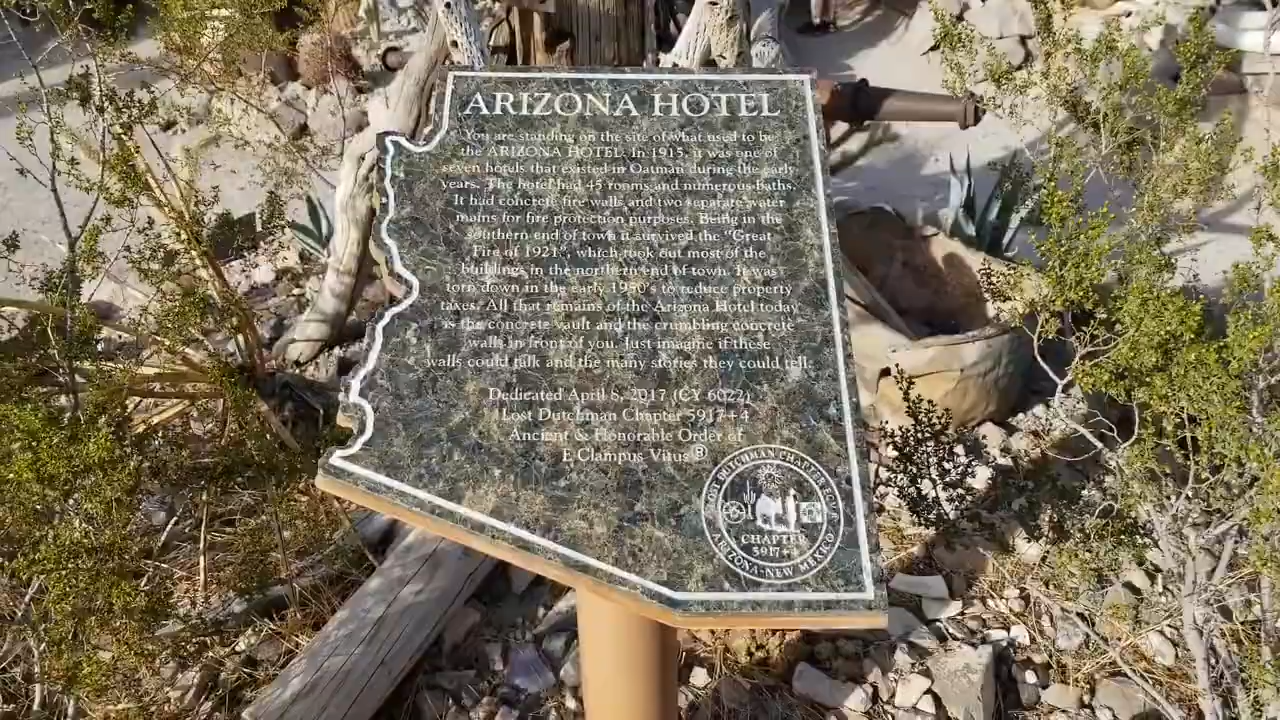 ARIZONA HOTEL
You are standing on the site of what used to be
the ARIZONA HOTEL. In 1915, it was one of
seven hotels that existed in Oatman during the early
years. The hotel had 45 rooms and numerous baths.
It had concrete fire walls and two separate water
mains for fire protection purposes. Being in the
southern end of town it survived the "Great
Fire of 1921", which took out most of the
buildings in the northern end of town. It was
torn down in the early 1950's to reduce property
taxes. All that remains of the Arizona Hotel today
is the concrete vault and the crumbling concrete
walls in front of you. Just imagine if these
walls could talk and the many stories they could tell.
Dedicated April 8, 2017 (CY 6022)
Lost Dutchman Chapter 5917+4
Ancient & Honorable Order of
E Clampus Vitus ®
LOST DUTCHMAN CHAPTER ECV
CHAPTER
5917+4
ARIZONA-NEW MEXICO